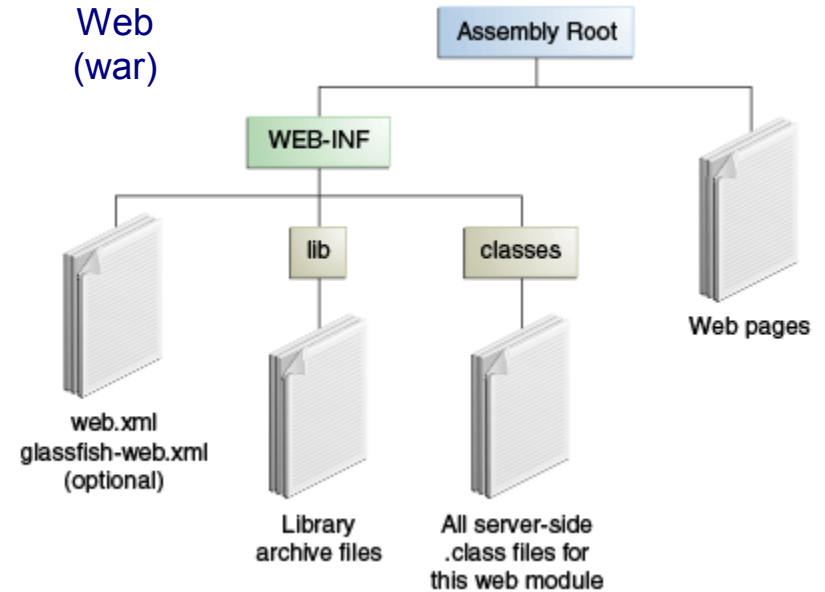 Web
(war)
Assembly Root
WEB-INF
lib
classes
Web pages
web.xml
glassfish-web.xml
(optional)
Library
archive files
All server-side
.class files for
this web module